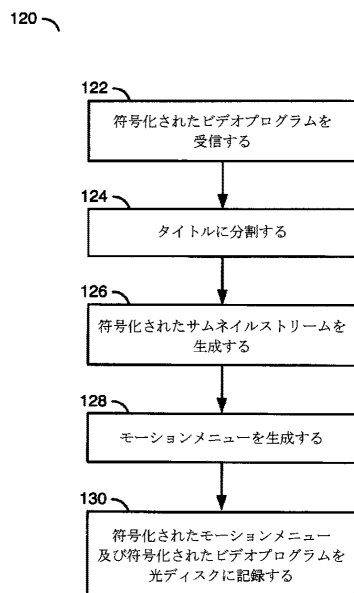 120
122
符号化されたビデオプログラムを
受信する
124
タイトルに分割する
126
符号化されたサムネイルストリームを
生成する
128
モーションメニューを生成する
130
符号化されたモーションメニュー
及び符号化されたビデオプログラムを
光ディスクに記録する